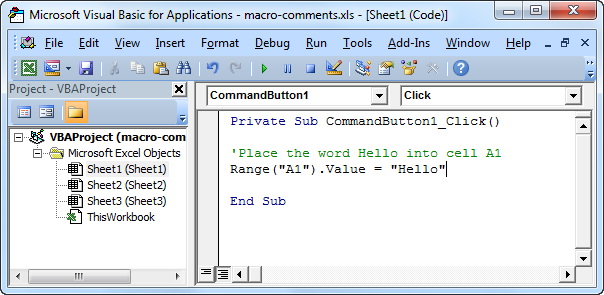 Microsoft Visual Basic for Applications - macro-comments.xls - [Sheet1 (Code)]
File Edit View Insert Format Debug Run Tools Add-Ins Window Help
Project - VBAProject
CommandButton1 Click
VBAProject (macro-com
Microsoft Excel Objects
Sheet1 (Sheet1)
Sheet2 (Sheet2)
Sheet3 (Sheet3)
ThisWorkbook
Private Sub CommandButton1_Click()
'Place the word Hello into cell A1
Range("A1").Value = "Hello"
End Sub